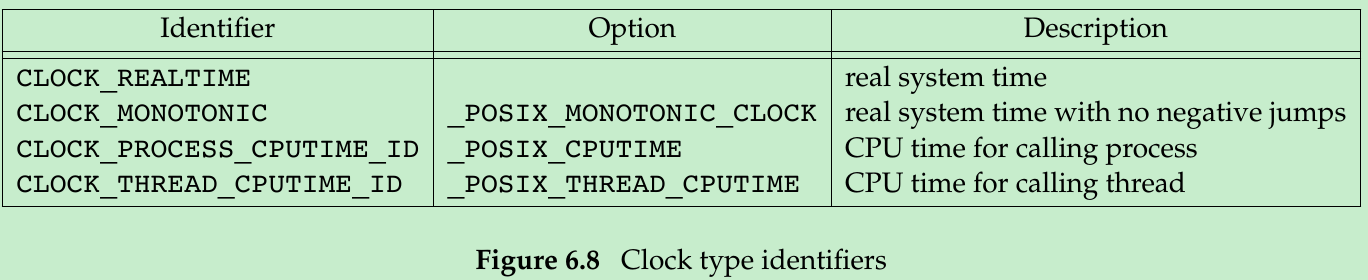 Identifier Option Description
CLOCK_REALTIME real system time
CLOCK_MONOTONIC _POSIX_MONOTONIC_CLOCK real system time with no negative jumps
CLOCK_PROCESS_CPUTIME_ID _POSIX_CPUTIME CPU time for calling process
CLOCK_THREAD_CPUTIME_ID _POSIX_THREAD_CPUTIME CPU time for calling thread
Figure 6.8 Clock type identifiers